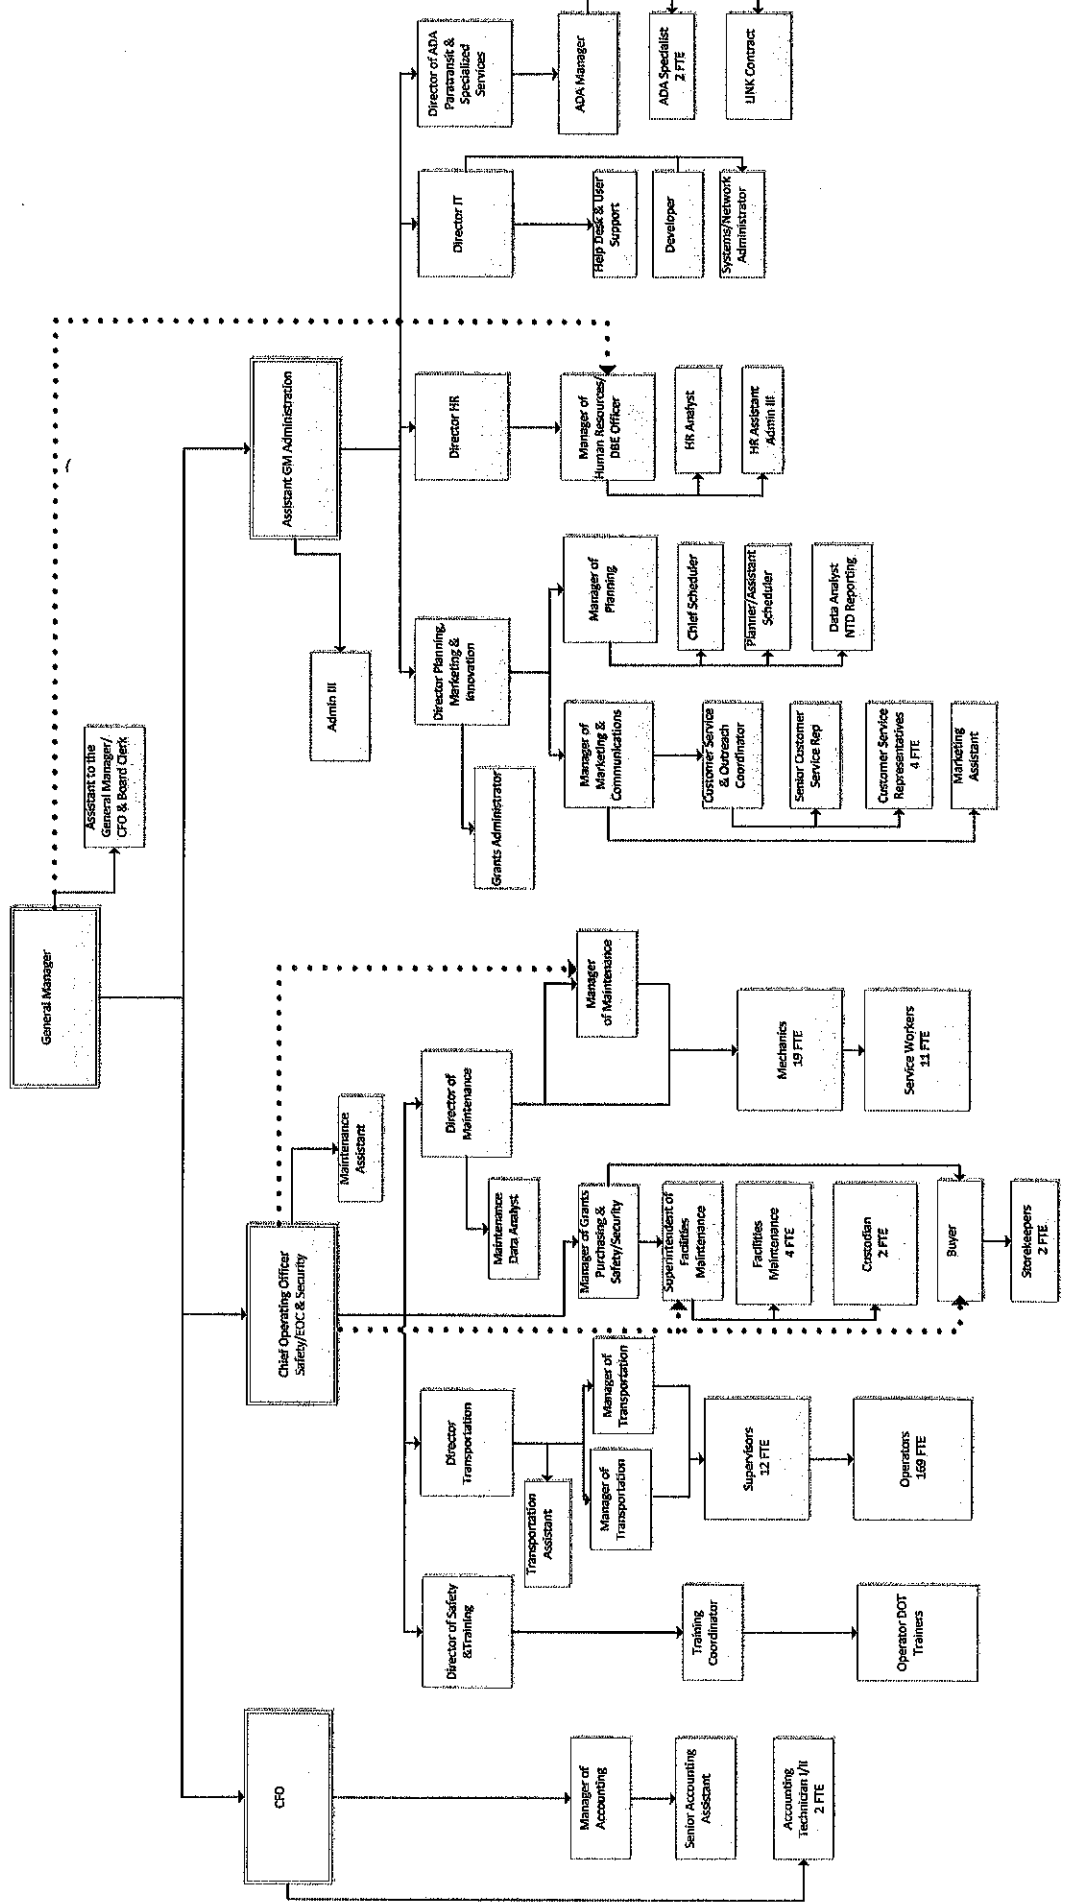 General Manager
Assistant to the
General Manager/
CFO & Board Clerk
CFO
Chief Operating Officer
Safety/EOC & Security
Assistant GM Administration
Maintenance
Assistant
Admin III
Director of Safety
&Training
Director
Transportation
Director of
Maintenance
Director Planning,
Marketing &
Innovation
Director HR
Director IT
Director of ADA
Paratransit &
Specialized
Services
Maintenance
Data Analyst
Grants Administrator
Transportation
Assistant
Manager of
Accounting
Manager of
Transportation
Manager of
Transportation
Manager of Grants
Purchasing &
Safety/Security
Manager
of Maintenance
Manager of
Marketing &
Communications
Manager of
Planning
Manager of
Human Resources/
DBE Officer
Help Desk & User
Support
ADA Manager
Senior Accounting
Assistant
Training
Coordinator
Supervisors
12 FTE
Superintendent of
Facilities
Maintenance
Customer Service
& Outreach
Coordinator
Chief Scheduler
HR Analyst
Developer
ADA Specialist
2 FTE
Accounting
Technician I/II
2 FTE
Facilities
Maintenance
4 FTE
Mechanics
19 FTE
Senior Customer
Service Rep
Planner/Assistant
Scheduler
HR Assistant
Admin III
Systems/Network
Administrator
LINK Contract
Operator DOT
Trainers
Operators
169 FTE
Custodian
2 FTE
Service Workers
11 FTE
Customer Service
Representatives
4 FTE
Data Analyst
NTD Reporting
Buyer
Marketing
Assistant
Storekeepers
2 FTE